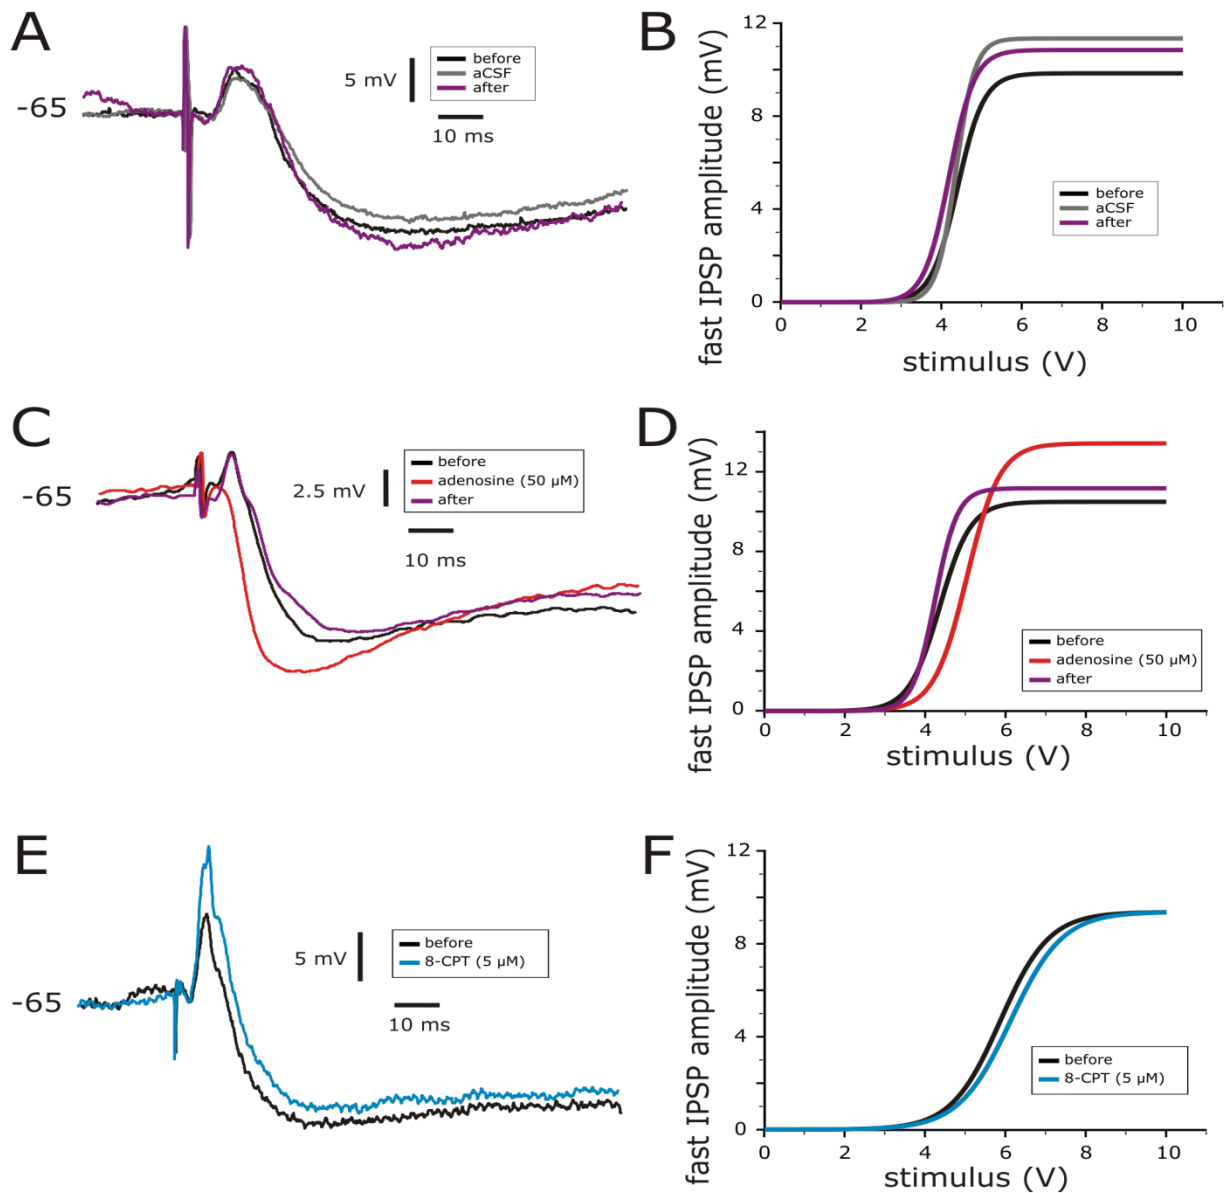 A
-65
5 mV
before
aCSF
after
10 ms
B
fast IPSP amplitude (mV)
12
8
4
0
before
aCSF
after
0 2 4 6 8 10
stimulus (V)
C
-65
2.5 mV
before
adenosine (50 µM)
after
10 ms
D
fast IPSP amplitude (mV)
12
8
4
0
before
adenosine (50 µM)
after
0 2 4 6 8 10
stimulus (V)
E
-65
5 mV
before
8-CPT (5 µM)
10 ms
F
fast IPSP amplitude (mV)
12
8
4
0
before
8-CPT (5 µM)
0 2 4 6 8 10
stimulus (V)